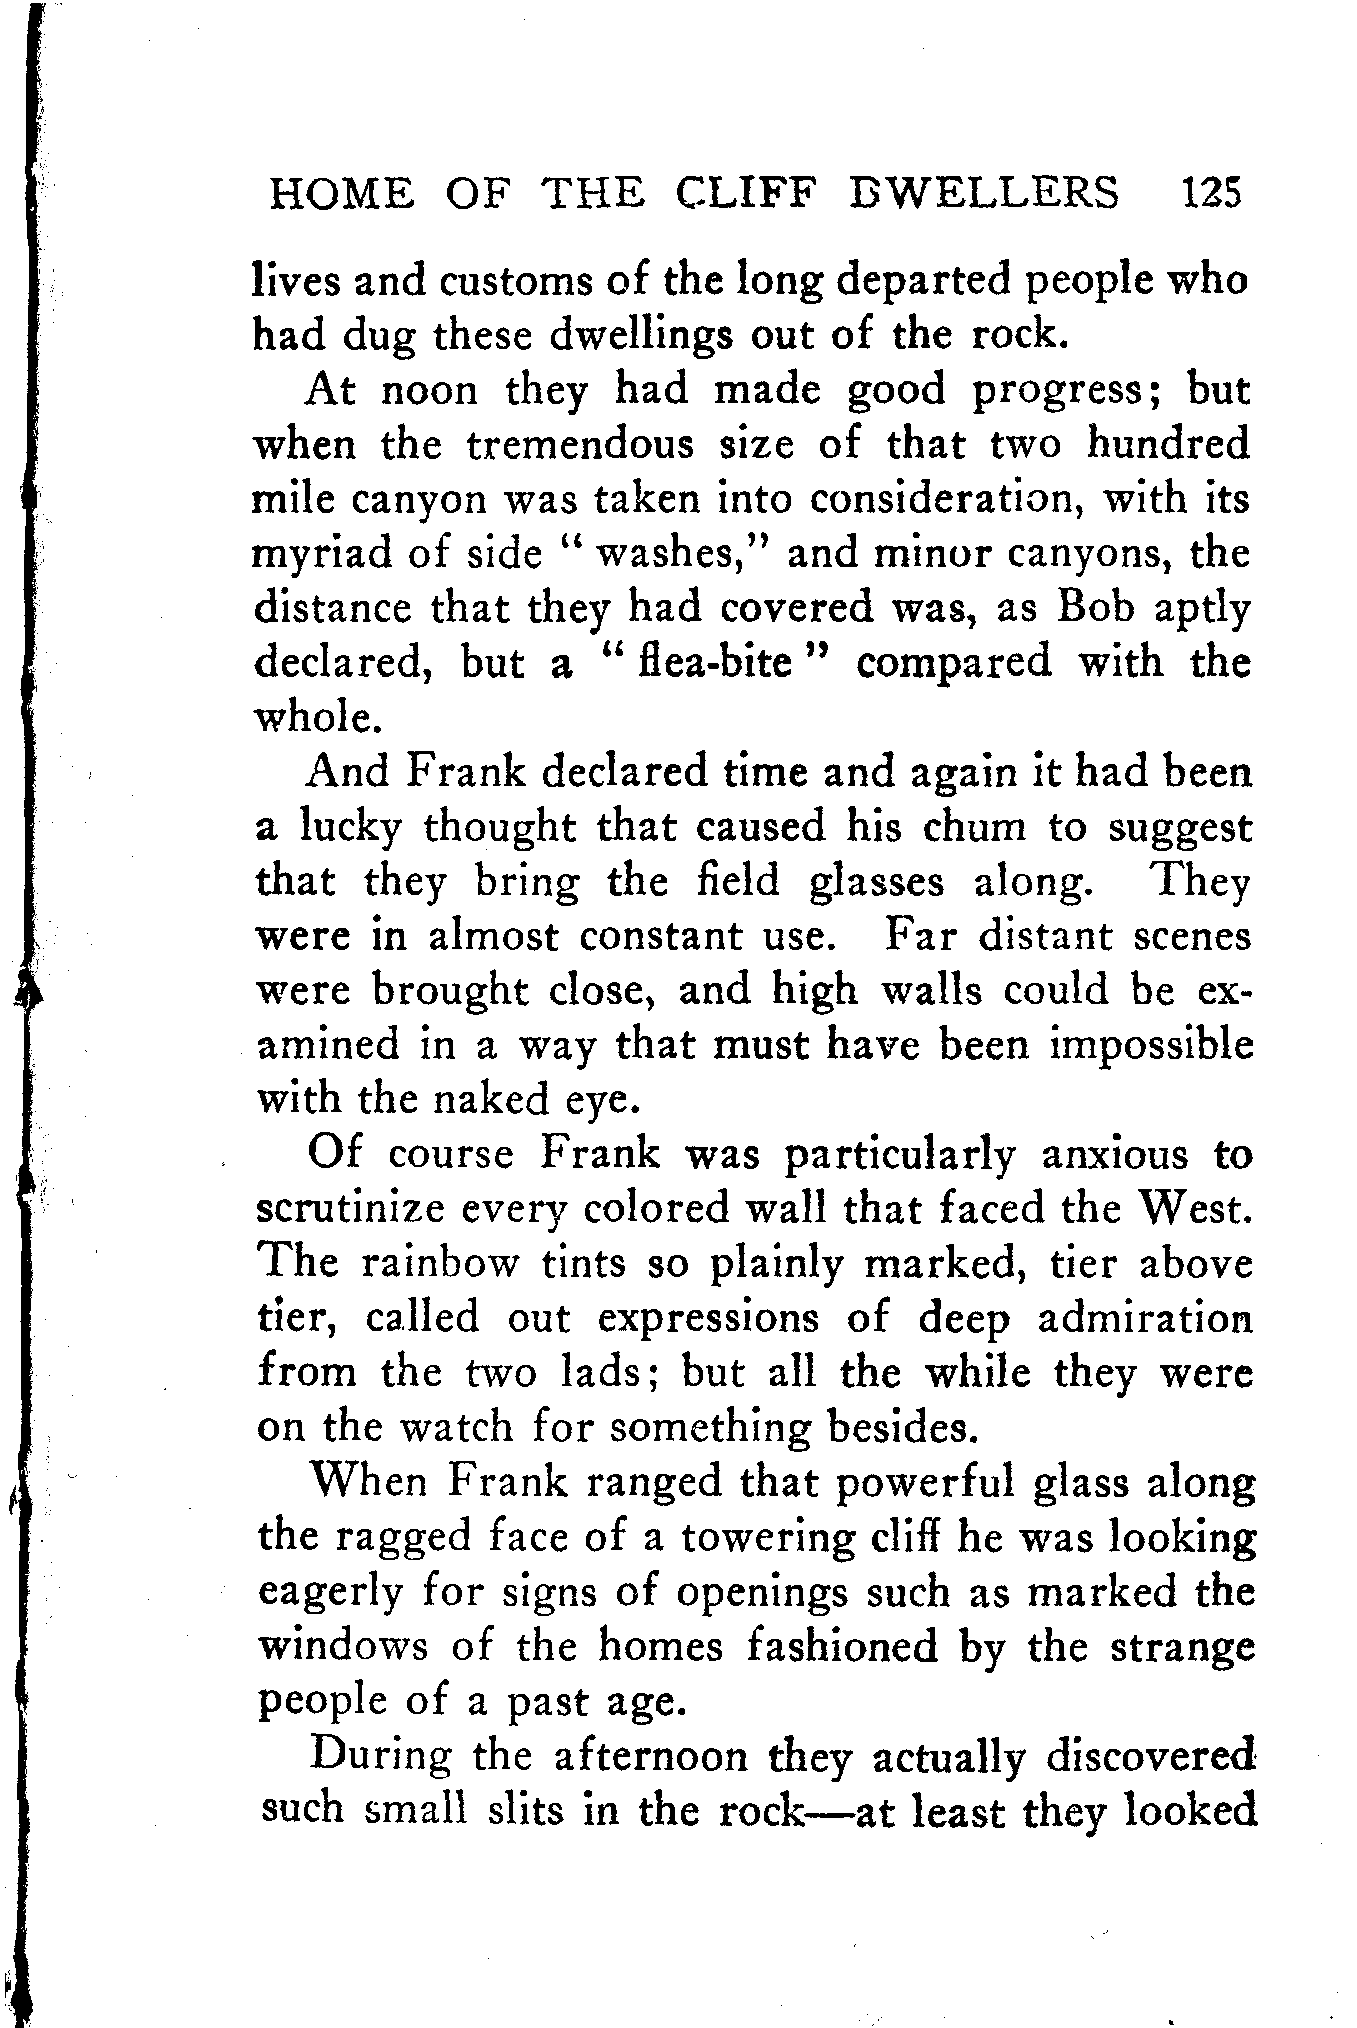 HOME OF THE CLIFF DWELLERS 125
lives and customs of the long departed people who
had dug these dwellings out of the rock.
At noon they had made good progress; but
when the tremendous size of that two hundred
mile canyon was taken into consideration, with its
myriad of side " washes," and minor canyons, the
distance that they had covered was, as Bob aptly
declared, but a " flea-bite " compared with the
whole.
And Frank declared time and again it had been
a lucky thought that caused his chum to suggest
that they bring the field glasses along. They
were in almost constant use. Far distant scenes
were brought close, and high walls could be ex-
amined in a way that must have been impossible
with the naked eye.
Of course Frank was particularly anxious to
scrutinize every colored wall that faced the West.
The rainbow tints so plainly marked, tier above
tier, called out expressions of deep admiration
from the two lads; but all the while they were
on the watch for something besides.
When Frank ranged that powerful glass along
the ragged face of a towering cliff he was looking
eagerly for signs of openings such as marked the
windows of the homes fashioned by the strange
people of a past age.
During the afternoon they actually discovered
such small slits in the rock—at least they looked